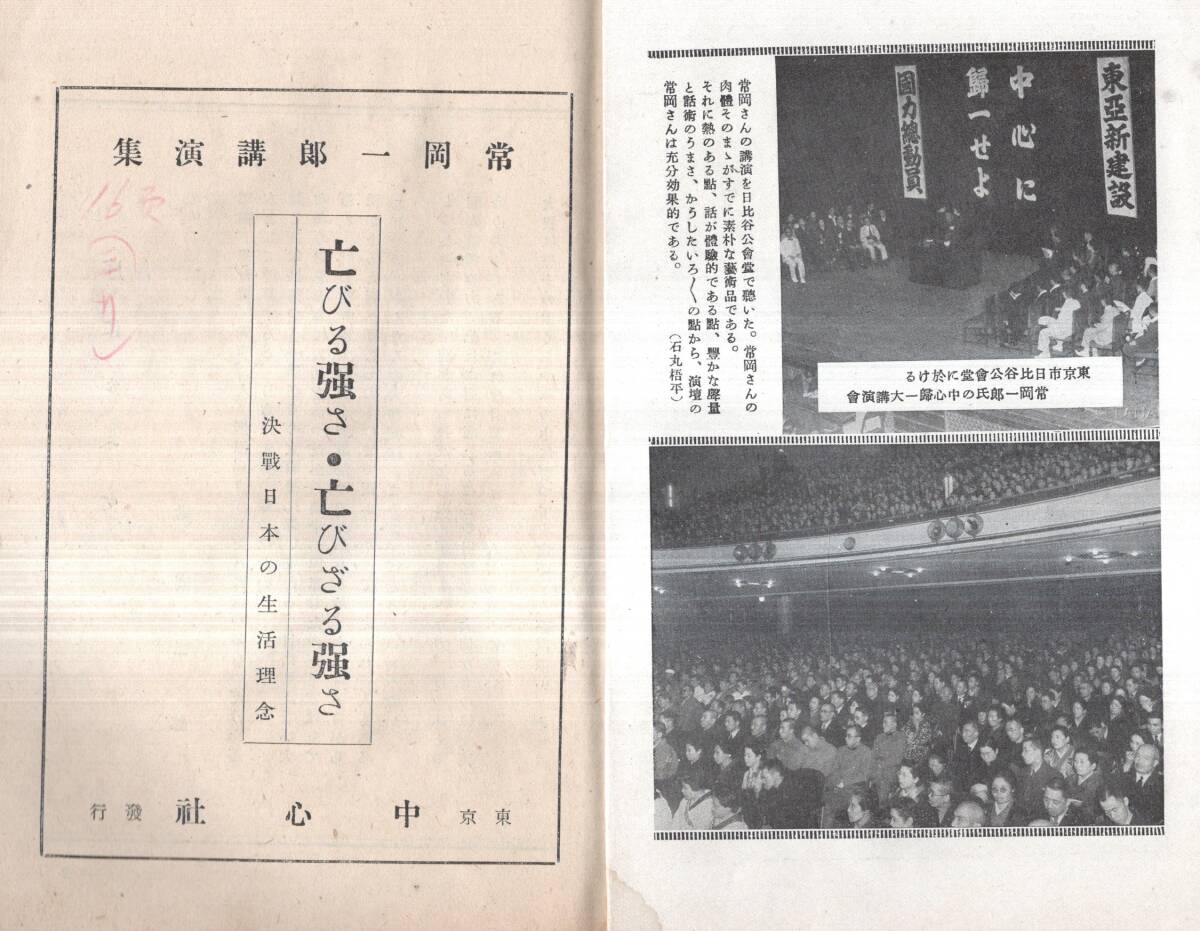 常岡一郎講演集
亡びる强さ・亡びざる强さ
決戰日本の生活理念
東京 中心社 發行
東亞新建設
中心に
歸一せよ
國力總動員
東京市日比谷公會堂に於ける
常岡一郎氏の中心歸一大講演會
常岡さんの講演を日比谷公會堂で聽いた。常岡さんの
肉體そのまゝがすでに素朴な藝術品である。
それに熱のある點、話が體驗的である點、豐かな聲量
と話術のうまさ、かうしたいろ〱の點から、演壇の
常岡さんは充分効果的である。
(石丸梧平)